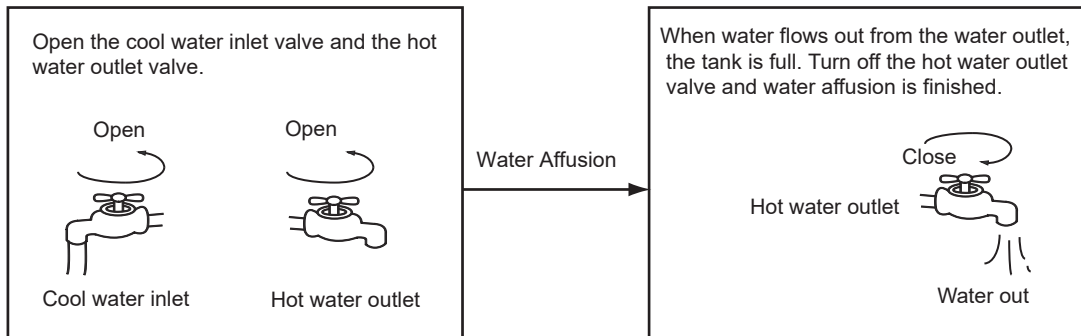 Open the cool water inlet valve and the hot
water outlet valve.
Open
Open
Cool water inlet
Hot water outlet
Water Affusion
When water flows out from the water outlet,
the tank is full. Turn off the hot water outlet
valve and water affusion is finished.
Close
Hot water outlet
Water out